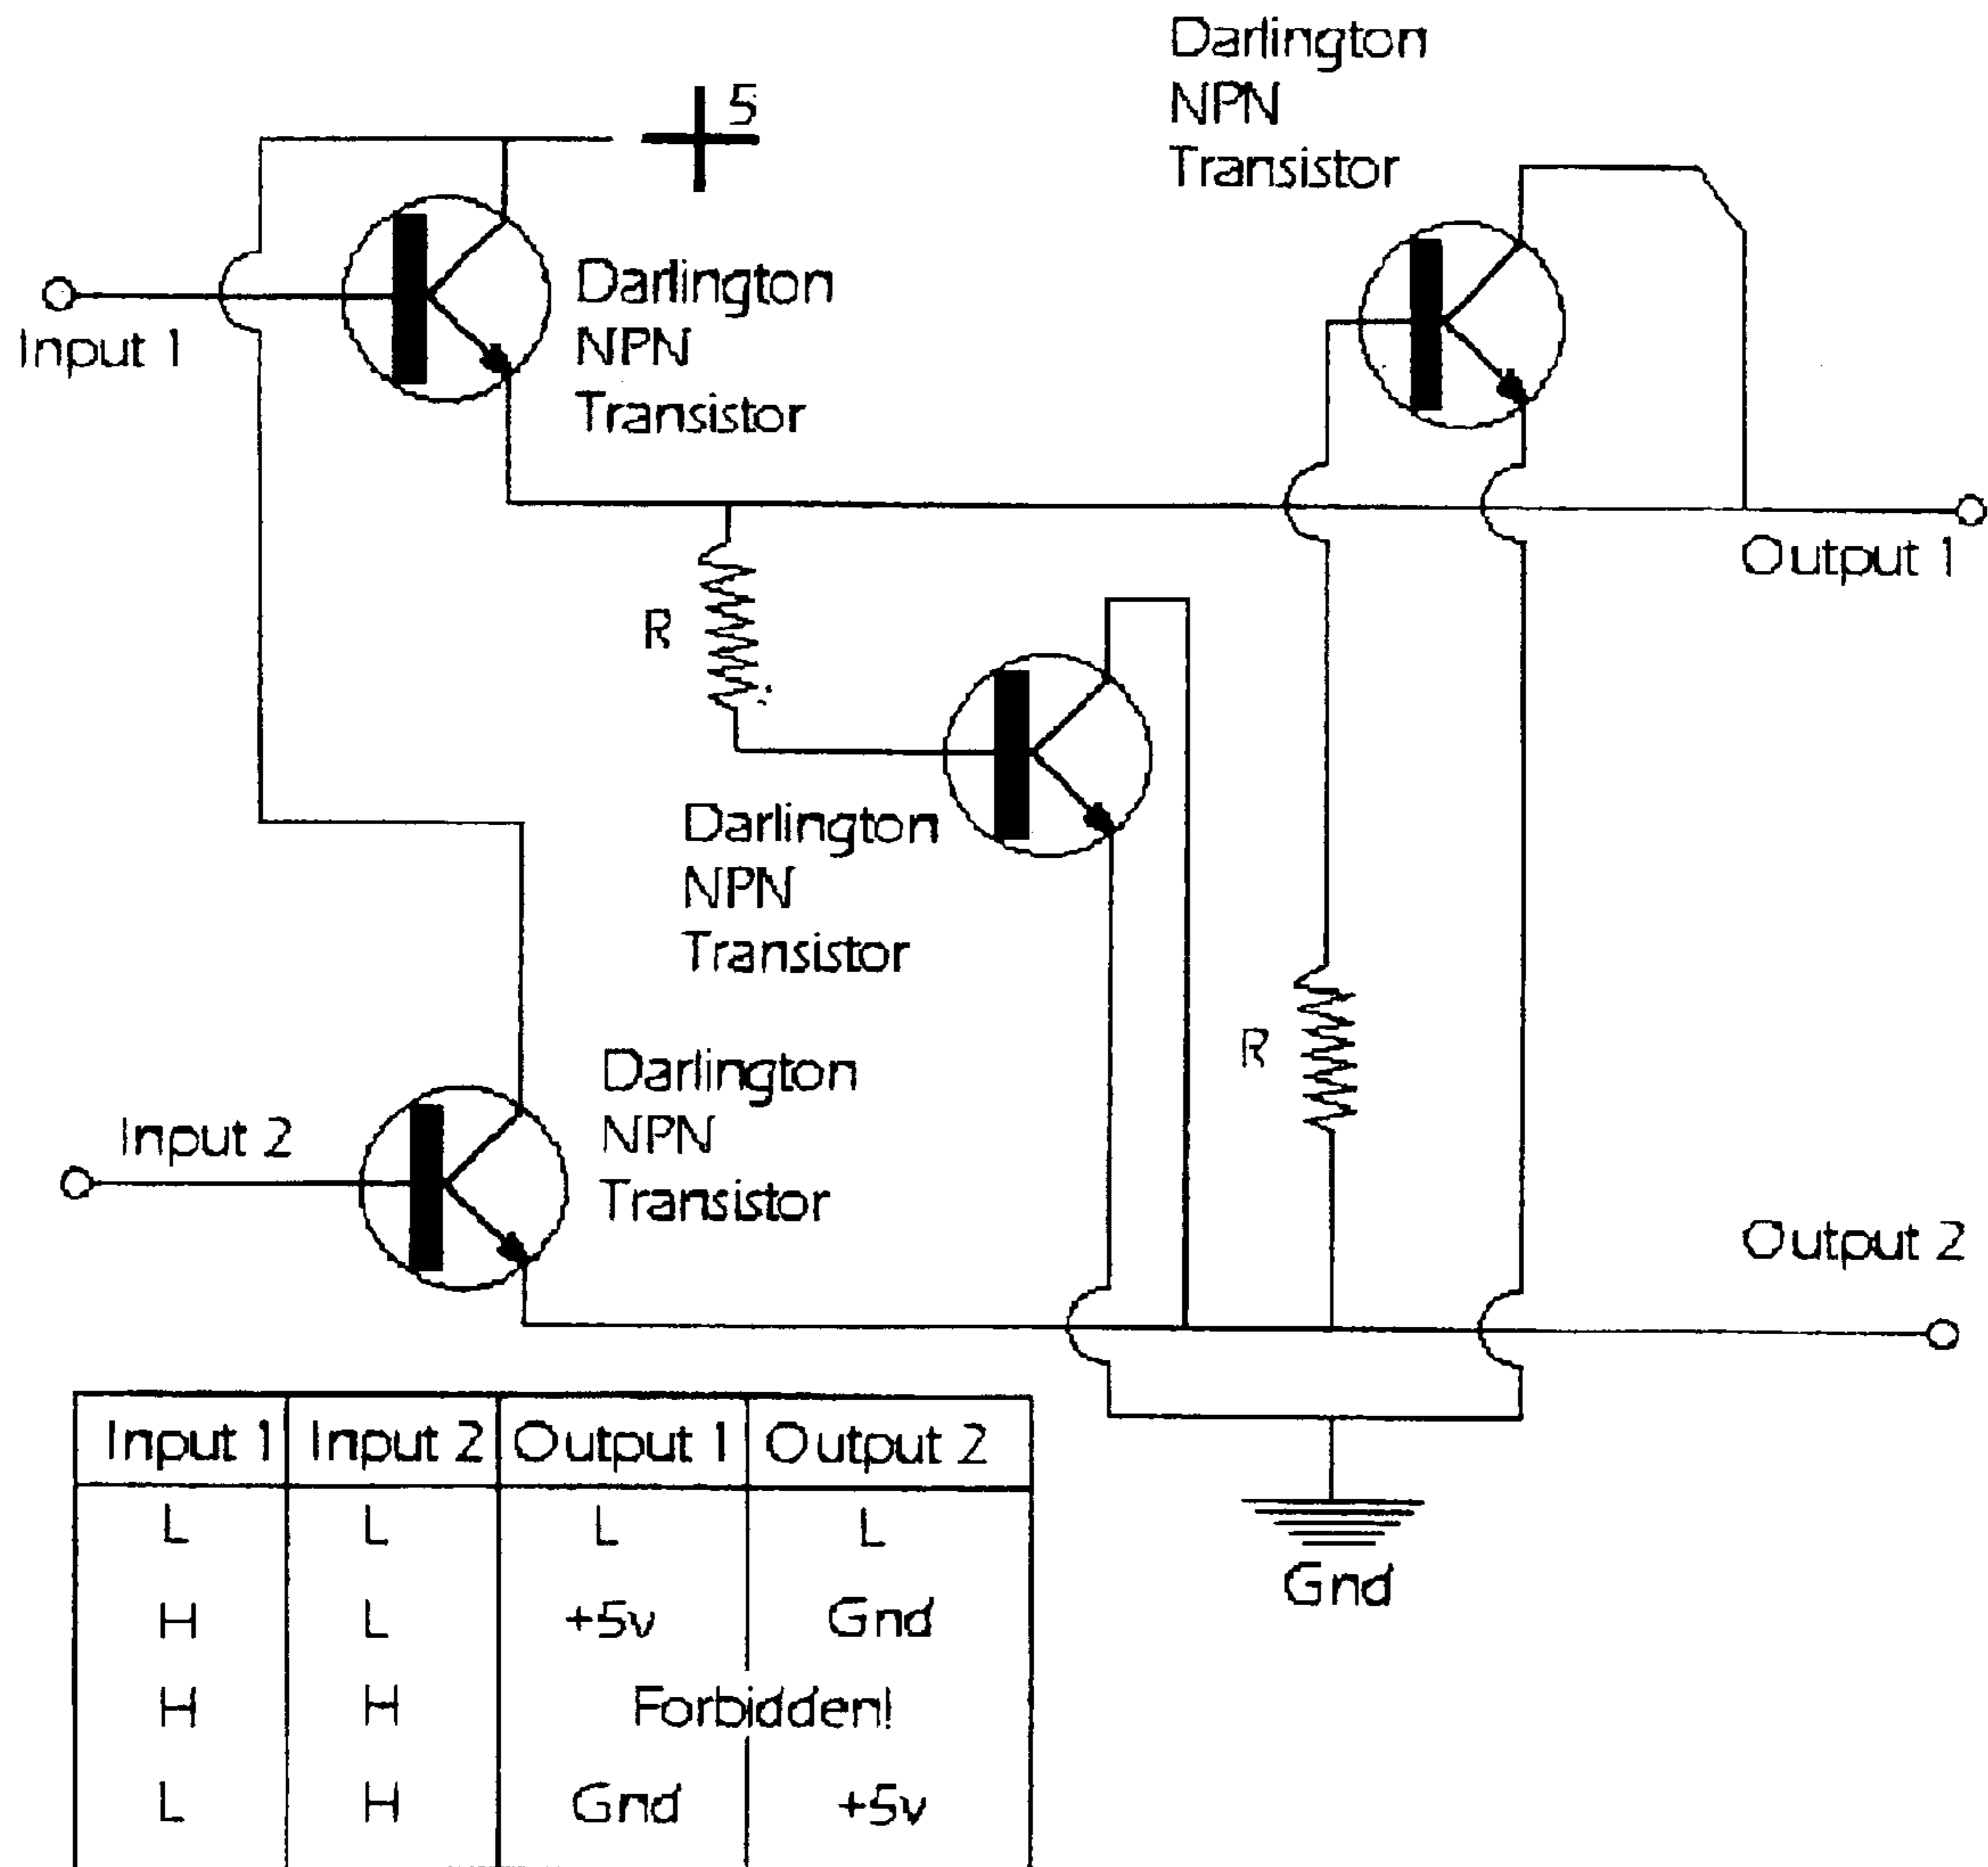 Darlington
NPN
Transistor
+5
Darlington
NPN
Transistor
Input 1
Output 1
R
Darlington
NPN
Transistor
R
Darlington
NPN
Transistor
Input 2
Output 2
Input 1 Input 2 Output 1 Output 2
L L L L
H L +5v Gnd
H H Forbidden!
L H Gnd +5v
Gnd